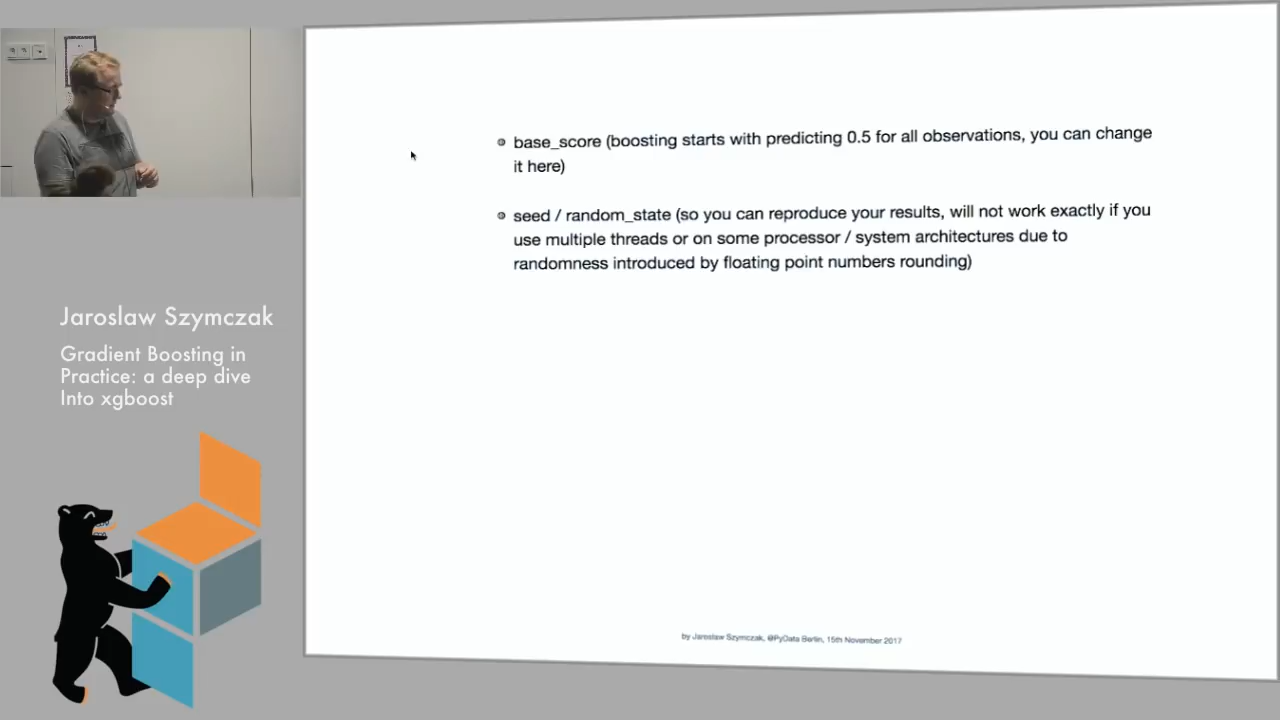 base_score (boosting starts with predicting 0.5 for all observations, you can change
it here)
seed / random_state (so you can reproduce your results, will not work exactly if you
use multiple threads or on some processor / system architectures due to
randomness introduced by floating point numbers rounding)
Jaroslaw Szymczak
Gradient Boosting in
Practice: a deep dive
Into xgboost
by Jaroslaw Szymczak, @PyData Berlin, 15th November 2017